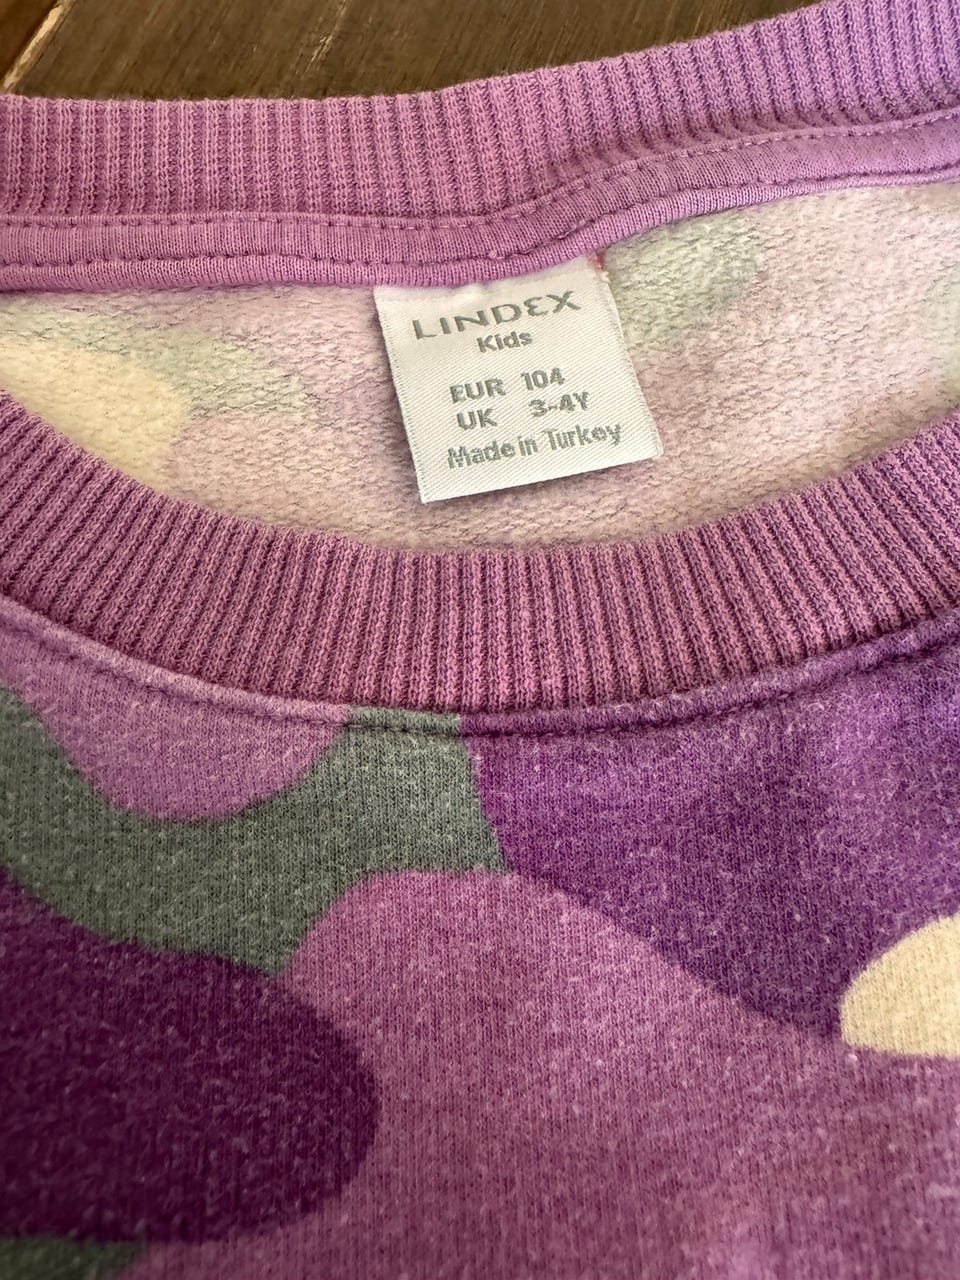 LINDEX
Kids
EUR 104
UK 3-4Y
Made in Turkey